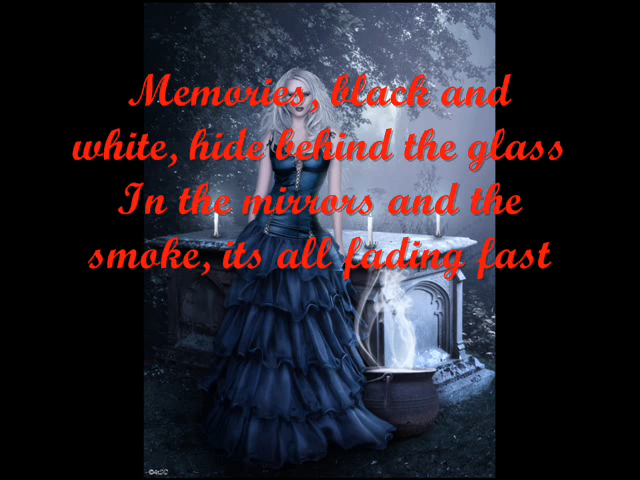 Memories, black and
white, hide behind the glass
In the mirrors and the
smoke, its all fading fast